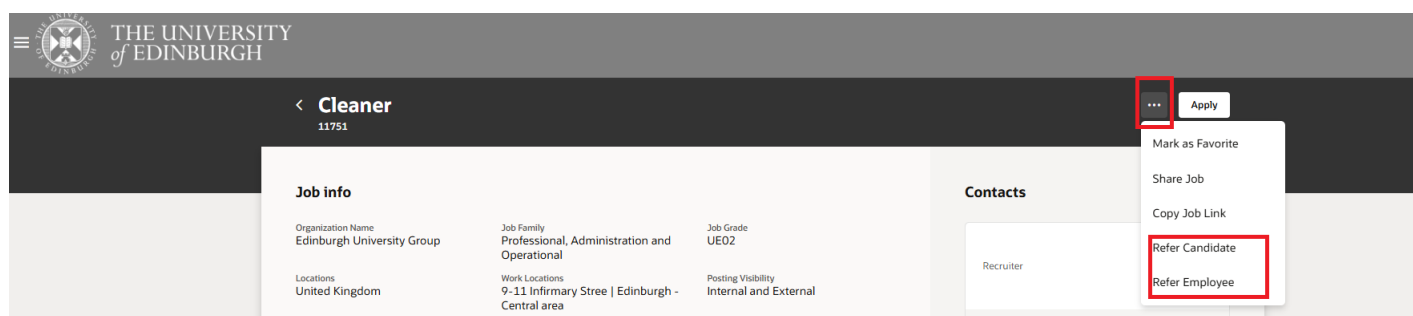 THE UNIVERSITY
of EDINBURGH
Cleaner
11751
Apply
Mark as Favorite
Share Job
Copy Job Link
Refer Candidate
Refer Employee
Job info
Organization Name
Edinburgh University Group
Job Family
Professional, Administration and
Operational
Job Grade
UE02
Locations
United Kingdom
Work Locations
9-11 Infirmary Stree | Edinburgh -
Central area
Posting Visibility
Internal and External
Contacts
Recruiter